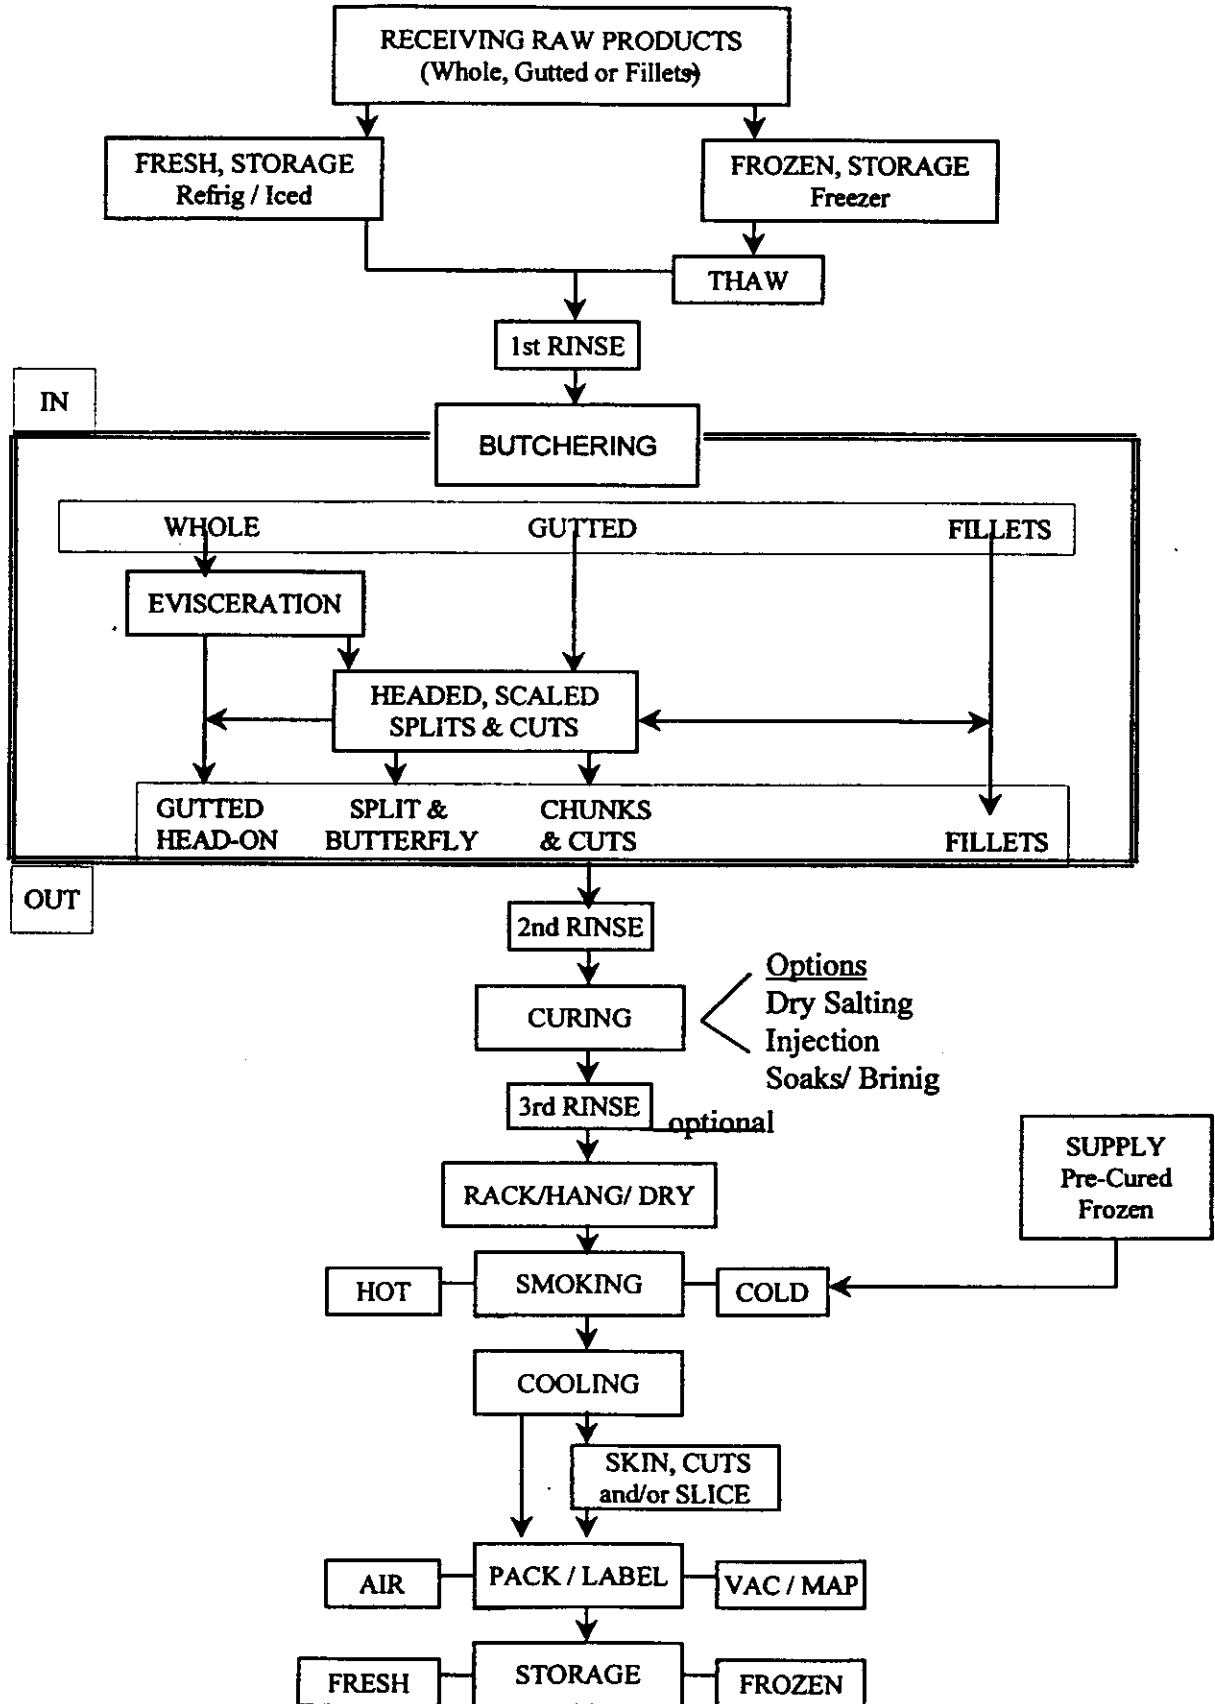 RECEIVING RAW PRODUCTS
(Whole, Gutted or Fillets)
FRESH, STORAGE
Refrig / Iced
FROZEN, STORAGE
Freezer
THAW
1st RINSE
IN
BUTCHERING
WHOLE GUTTED FILLETS
EVISCERATION
HEADED, SCALED
SPLITS & CUTS
GUTTED
HEAD-ON
SPLIT &
BUTTERFLY
CHUNKS
& CUTS
FILLETS
OUT
2nd RINSE
CURING
Options
Dry Salting
Injection
Soaks/ Brinig
3rd RINSE
optional
RACK/HANG/ DRY
SUPPLY
Pre-Cured
Frozen
HOT
SMOKING
COLD
COOLING
SKIN, CUTS
and/or SLICE
AIR
PACK / LABEL
VAC / MAP
FRESH
STORAGE
FROZEN